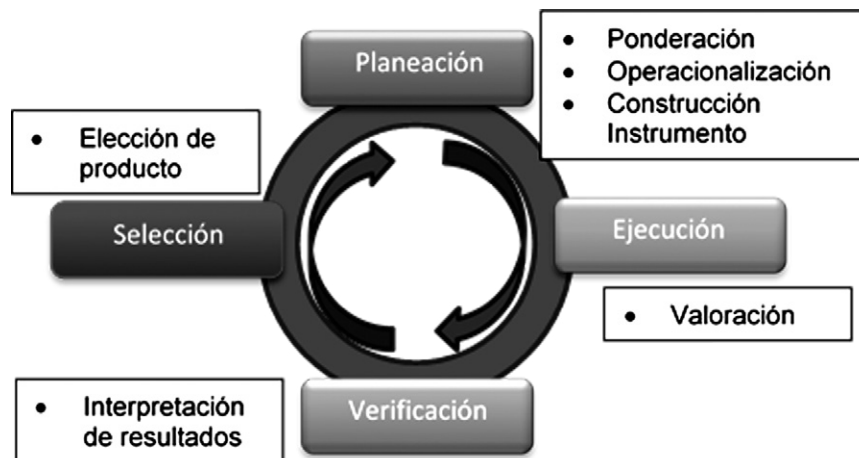 Planeación
• Ponderación
• Operacionalización
• Construcción
Instrumento
• Elección de
producto
Selección
Ejecución
• Valoración
• Interpretación
de resultados
Verificación